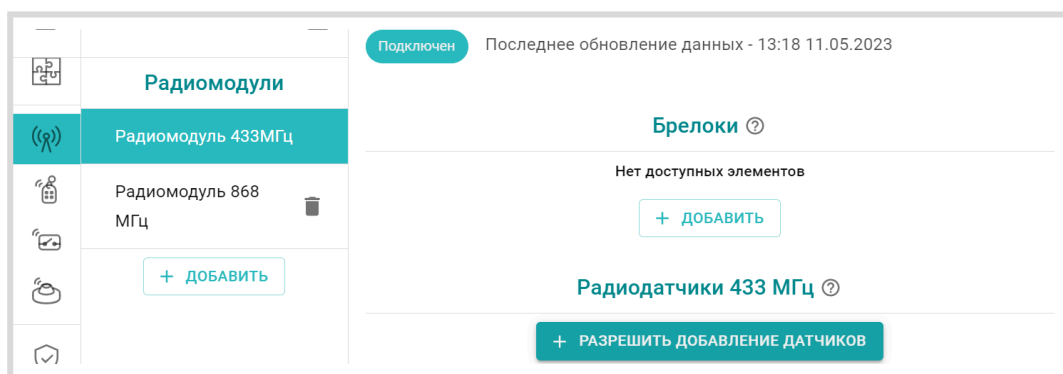 Подключен
Последнее обновление данных - 13:18 11.05.2023
Радиомодули
Радиомодуль 433МГц
Радиомодуль 868
МГц
+ ДОБАВИТЬ
Брелоки
Нет доступных элементов
+ ДОБАВИТЬ
Радиодатчики 433 МГц
+ РАЗРЕШИТЬ ДОБАВЛЕНИЕ ДАТЧИКОВ